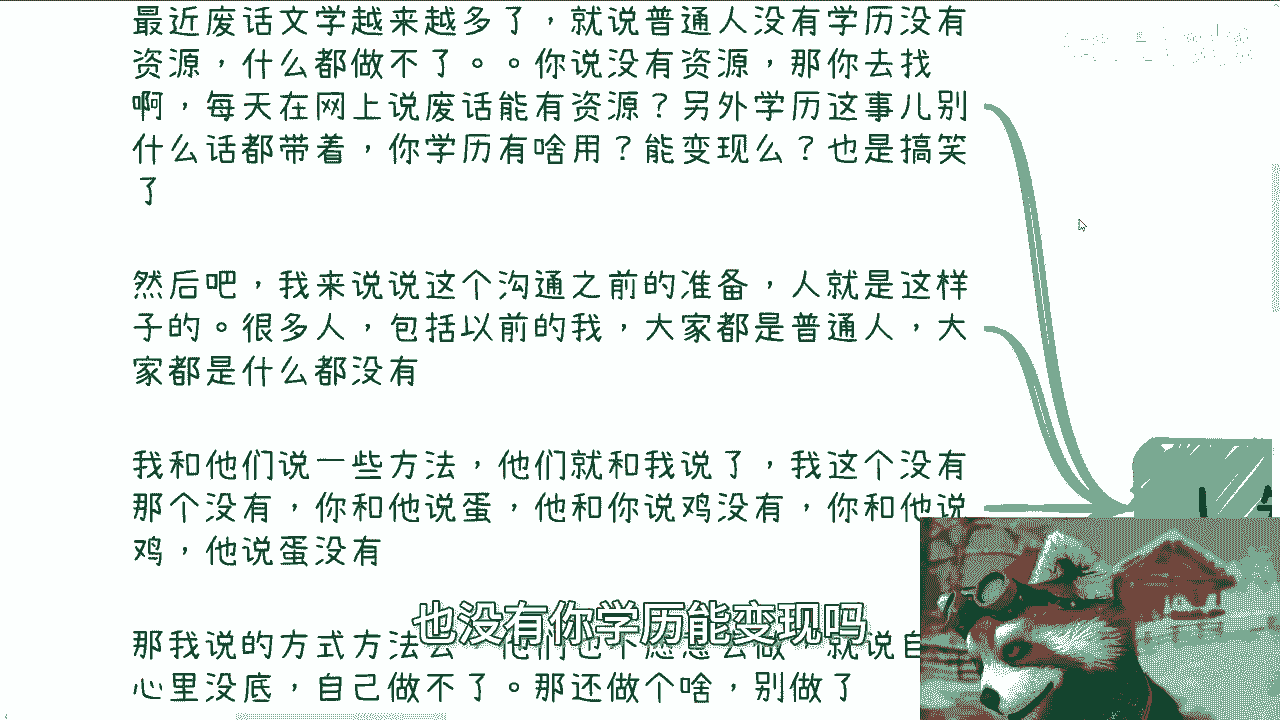 最近废话文学越来越多了，就说普通人没有学历没有
资源，什么都做不了。。你说没有资源，那你去找
啊，每天在网上说废话能有资源？另外学历这事儿别
什么话都带着，你学历有啥用？能变现么？也是搞笑
了
然后吧，我来说说这个沟通之前的准备，人就是这样
子的。很多人，包括以前的我，大家都是普通人，大
家都是什么都没有
我和他们说一些方法，他们就和我说了，我这个没有
那个没有，你和他说蛋，他和你说鸡没有，你和他说
鸡，他说蛋没有
也没有你学历能变现吗
那我说的方式方法去 他们也不愿意去做 就说自
心里没底，自己做不了。那还做个啥，别做了